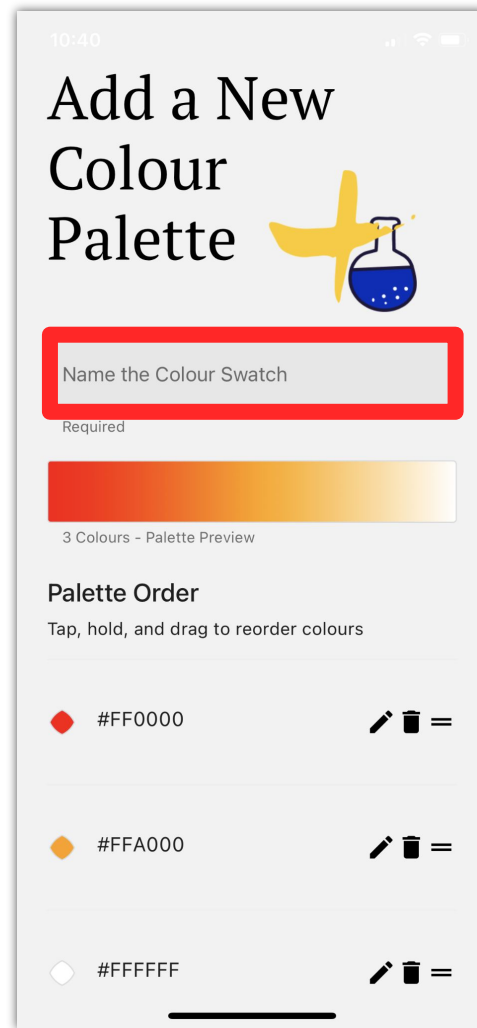 10:40
Add a New
Colour
Palette
Name the Colour Swatch
Required
3 Colours - Palette Preview
Palette Order
Tap, hold, and drag to reorder colours
#FF0000
#FFA000
#FFFFFF